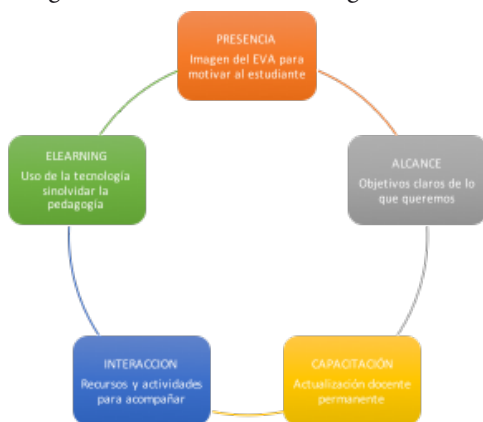 PRESENCIA
Imagen del EVA para
motivar al estudiante
ALCANCE
Objetivos claros de lo
que queremos
CAPACITACIÓN
Actualización docente
permanente
INTERACCION
Recursos y actividades
para acompañar
ELEARNING
Uso de la tecnología
sinolvidar la
pedagogía